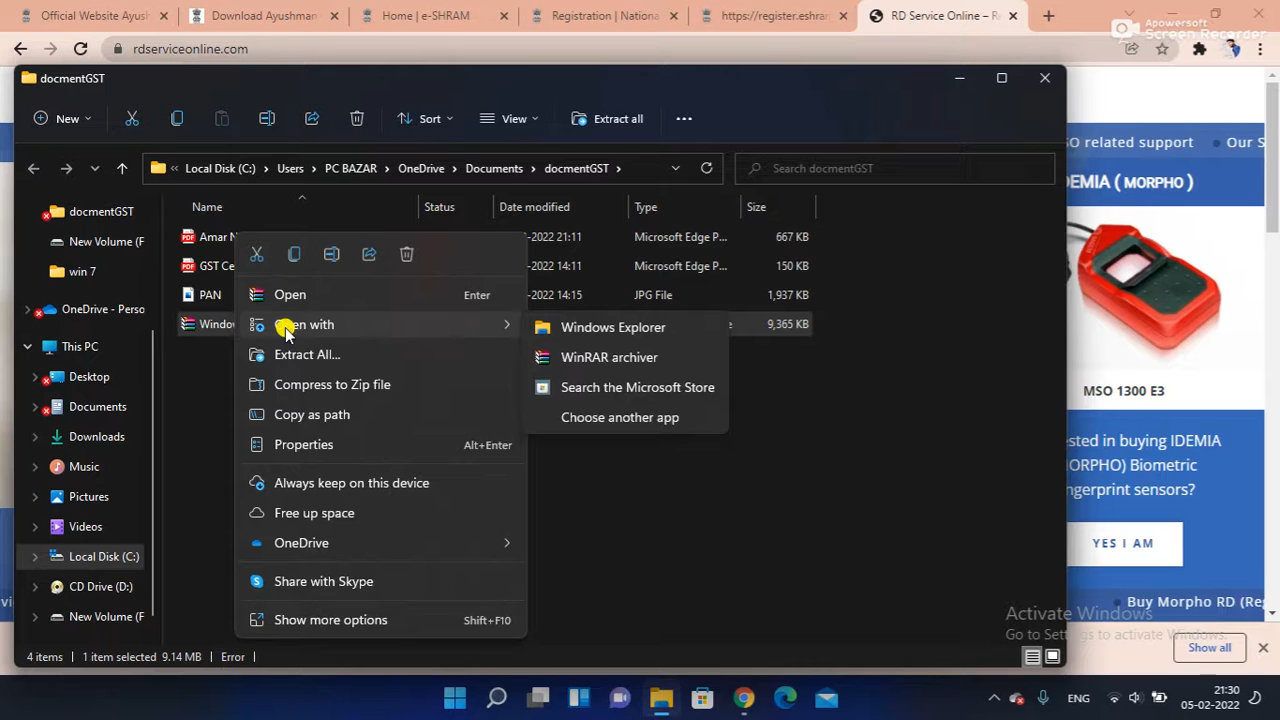 Official Website Ayush
Download Ayushman
Home | e-SHRAM
Registration | Nationa
https://register.eshram
RD Service Online – R
Apowersoft
Screen Recorder
rdserviceonline.com
docmentGST
New
Sort
View
Extract all
Local Disk (C:) > Users > PC BAZAR > OneDrive > Documents > docmentGST >
Search docmentGST
Name Status Date modified Type Size
docmentGST
New Volume (F
win 7
OneDrive - Perso
This PC
Desktop
Documents
Downloads
Music
Pictures
Videos
Local Disk (C:)
CD Drive (D:)
New Volume (F
Amar N -2022 21:11 Microsoft Edge P... 667 KB
GST Ce -2022 14:11 Microsoft Edge P... 150 KB
PAN -2022 14:15 JPG File 1,937 KB
Window e 9,365 KB
Open Enter
Open with
Extract All...
Compress to Zip file
Copy as path
Properties Alt+Enter
Always keep on this device
Free up space
OneDrive
Share with Skype
Show more options Shift+F10
Windows Explorer
WinRAR archiver
Search the Microsoft Store
Choose another app
4 items 1 item selected 9.14 MB Error
SO related support • Our S
DEMIA ( MORPHO )
MSO 1300 E3
ested in buying IDEMIA
MORPHO) Biometric
ngerprint sensors?
YES I AM
Buy Morpho RD (Re
Activate Windows
Go to Settings to activate Windows.
Show all
ENG
21:30
05-02-2022